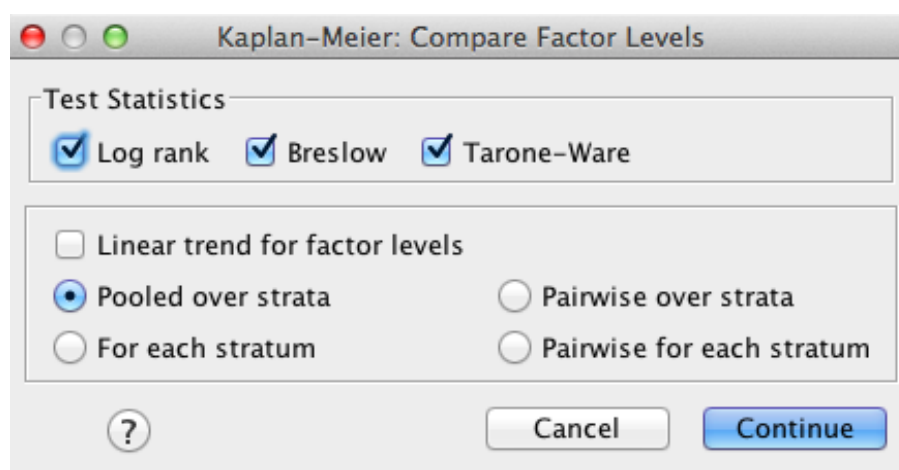 Kaplan-Meier: Compare Factor Levels
Test Statistics
Log rank Breslow Tarone-Ware
Linear trend for factor levels
Pooled over strata Pairwise over strata
For each stratum Pairwise for each stratum
? Cancel Continue